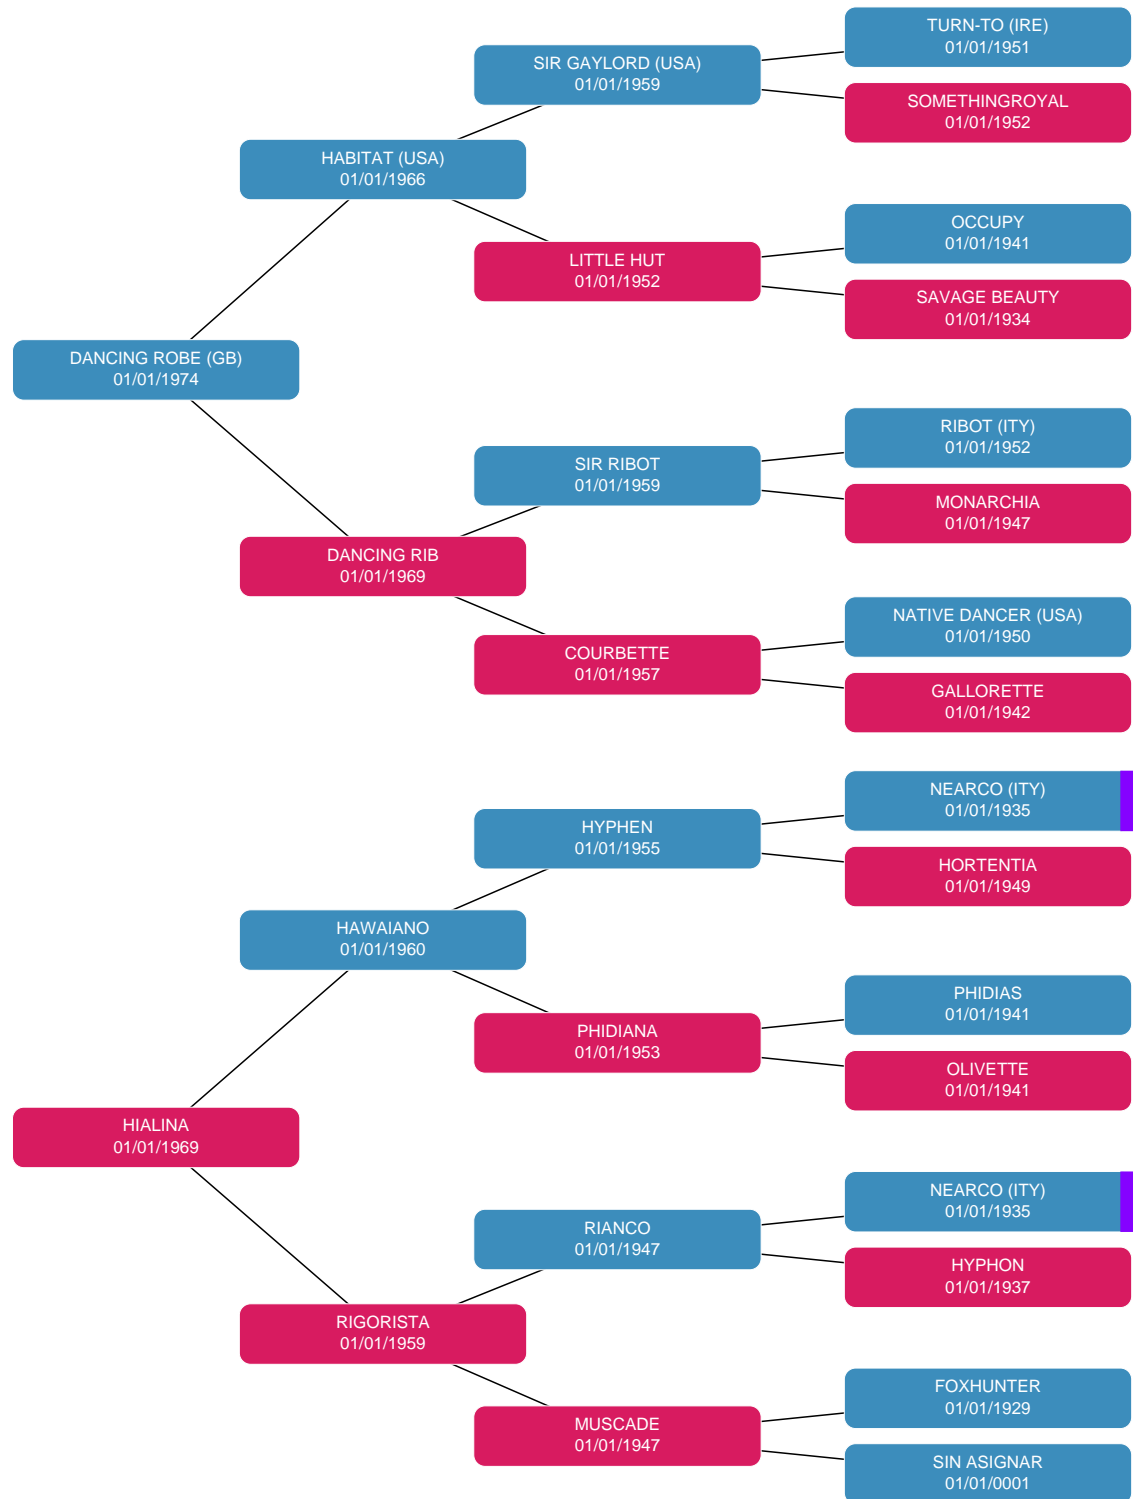 TURN-TO (IRE)
01/01/1951
SIR GAYLORD (USA)
01/01/1959
SOMETHINGROYAL
01/01/1952
HABITAT (USA)
01/01/1966
OCCUPY
01/01/1941
LITTLE HUT
01/01/1952
SAVAGE BEAUTY
01/01/1934
DANCING ROBE (GB)
01/01/1974
RIBOT (ITY)
01/01/1952
SIR RIBOT
01/01/1959
MONARCHIA
01/01/1947
DANCING RIB
01/01/1969
NATIVE DANCER (USA)
01/01/1950
COURBETTE
01/01/1957
GALLORETTE
01/01/1942
NEARCO (ITY)
01/01/1935
HYPHEN
01/01/1955
HORTENTIA
01/01/1949
HAWAIANO
01/01/1960
PHIDIAS
01/01/1941
PHIDIANA
01/01/1953
OLIVETTE
01/01/1941
HIALINA
01/01/1969
NEARCO (ITY)
01/01/1935
RIANCO
01/01/1947
HYPHON
01/01/1937
RIGORISTA
01/01/1959
FOXHUNTER
01/01/1929
MUSCADE
01/01/1947
SIN ASIGNAR
01/01/0001